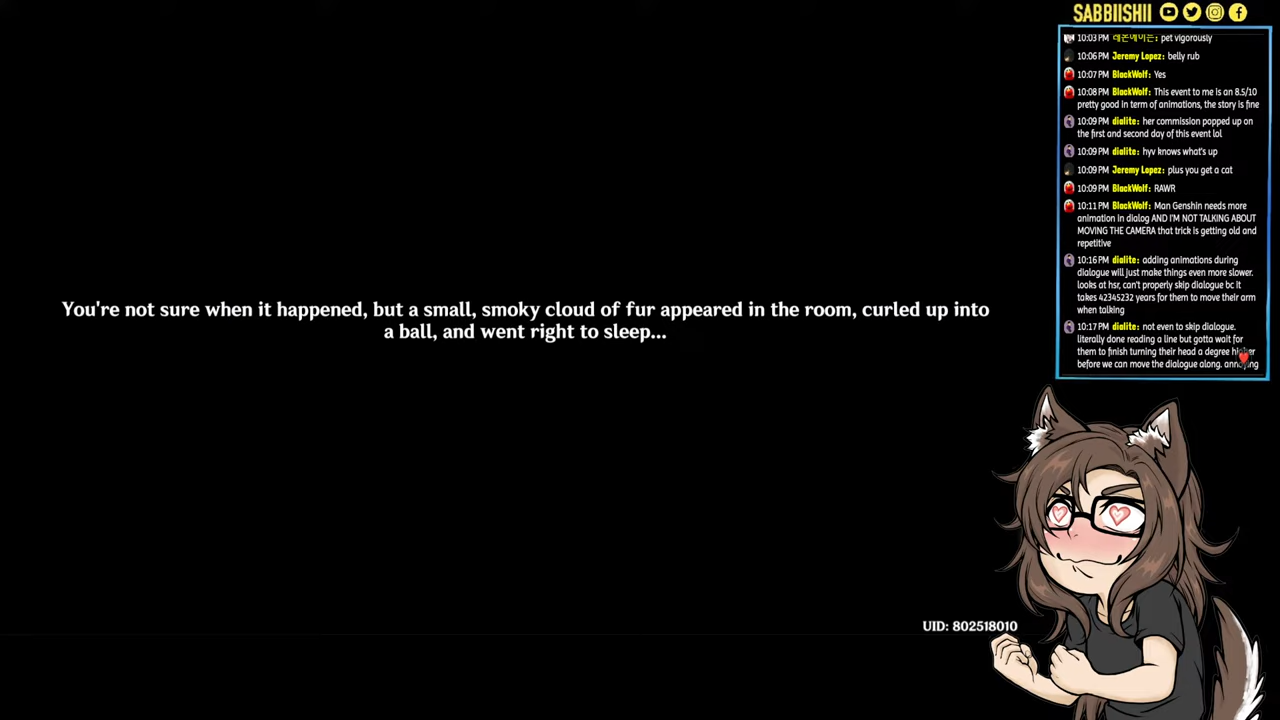 SABBIISHII
10:03 PM 레몬에이든: pet vigorously
10:06 PM Jeremy Lopez: belly rub
10:07 PM BlackWolf: Yes
10:08 PM BlackWolf: This event to me is an 8.5/10
pretty good in term of animations, the story is fine
10:09 PM dialite: her commission popped up on
the first and second day of this event lol
10:09 PM dialite: hyv knows what's up
10:09 PM Jeremy Lopez: plus you get a cat
10:09 PM BlackWolf: RAWR
10:11 PM BlackWolf: Man Genshin needs more
animation in dialog AND I'M NOT TALKING ABOUT
MOVING THE CAMERA that trick is getting old and
repetitive
10:16 PM dialite: adding animations during
dialogue will just make things even more slower.
looks at hsr, can't properly skip dialogue bc it
takes 42345232 years for them to move their arm
when talking
10:17 PM dialite: not even to skip dialogue.
literally done reading a line but gotta wait for
them to finish turning their head a degree higher
before we can move the dialogue along. annoying
You're not sure when it happened, but a small, smoky cloud of fur appeared in the room, curled up into
a ball, and went right to sleep...
UID: 802518010